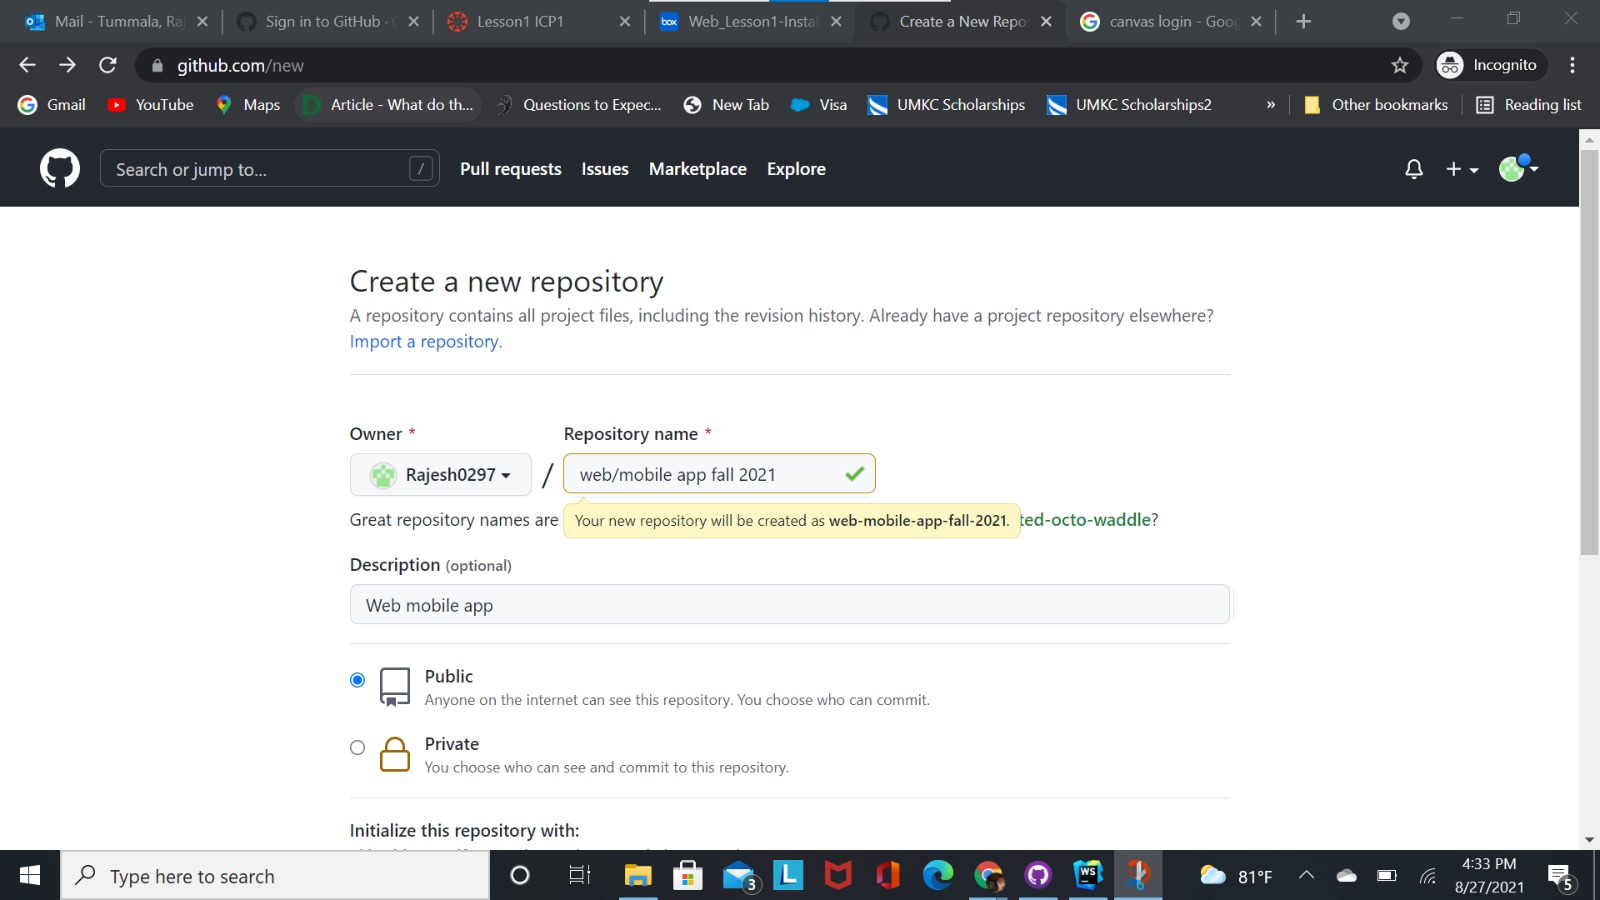 Mail - Tummala, Ra
Sign in to GitHub ·
Lesson1 ICP1
box
Web_Lesson1-Instal
Create a New Repo
canvas login - Goog
github.com/new
Incognito
Gmail
YouTube
Maps
Article - What do th...
Questions to Expec...
New Tab
Visa
UMKC Scholarships
UMKC Scholarships2
»
Other bookmarks
Reading list
Search or jump to...
/
Pull requests
Issues
Marketplace
Explore
Create a new repository
A repository contains all project files, including the revision history. Already have a project repository elsewhere?
Import a repository.
Owner *
Repository name *
Rajesh0297
/
web/mobile app fall 2021
Great repository names are
Your new repository will be created as web-mobile-app-fall-2021.
ted-octo-waddle?
Description (optional)
Web mobile app
Public
Anyone on the internet can see this repository. You choose who can commit.
Private
You choose who can see and commit to this repository.
Initialize this repository with:
Type here to search
3
L
WS
81°F
4:33 PM
8/27/2021
5